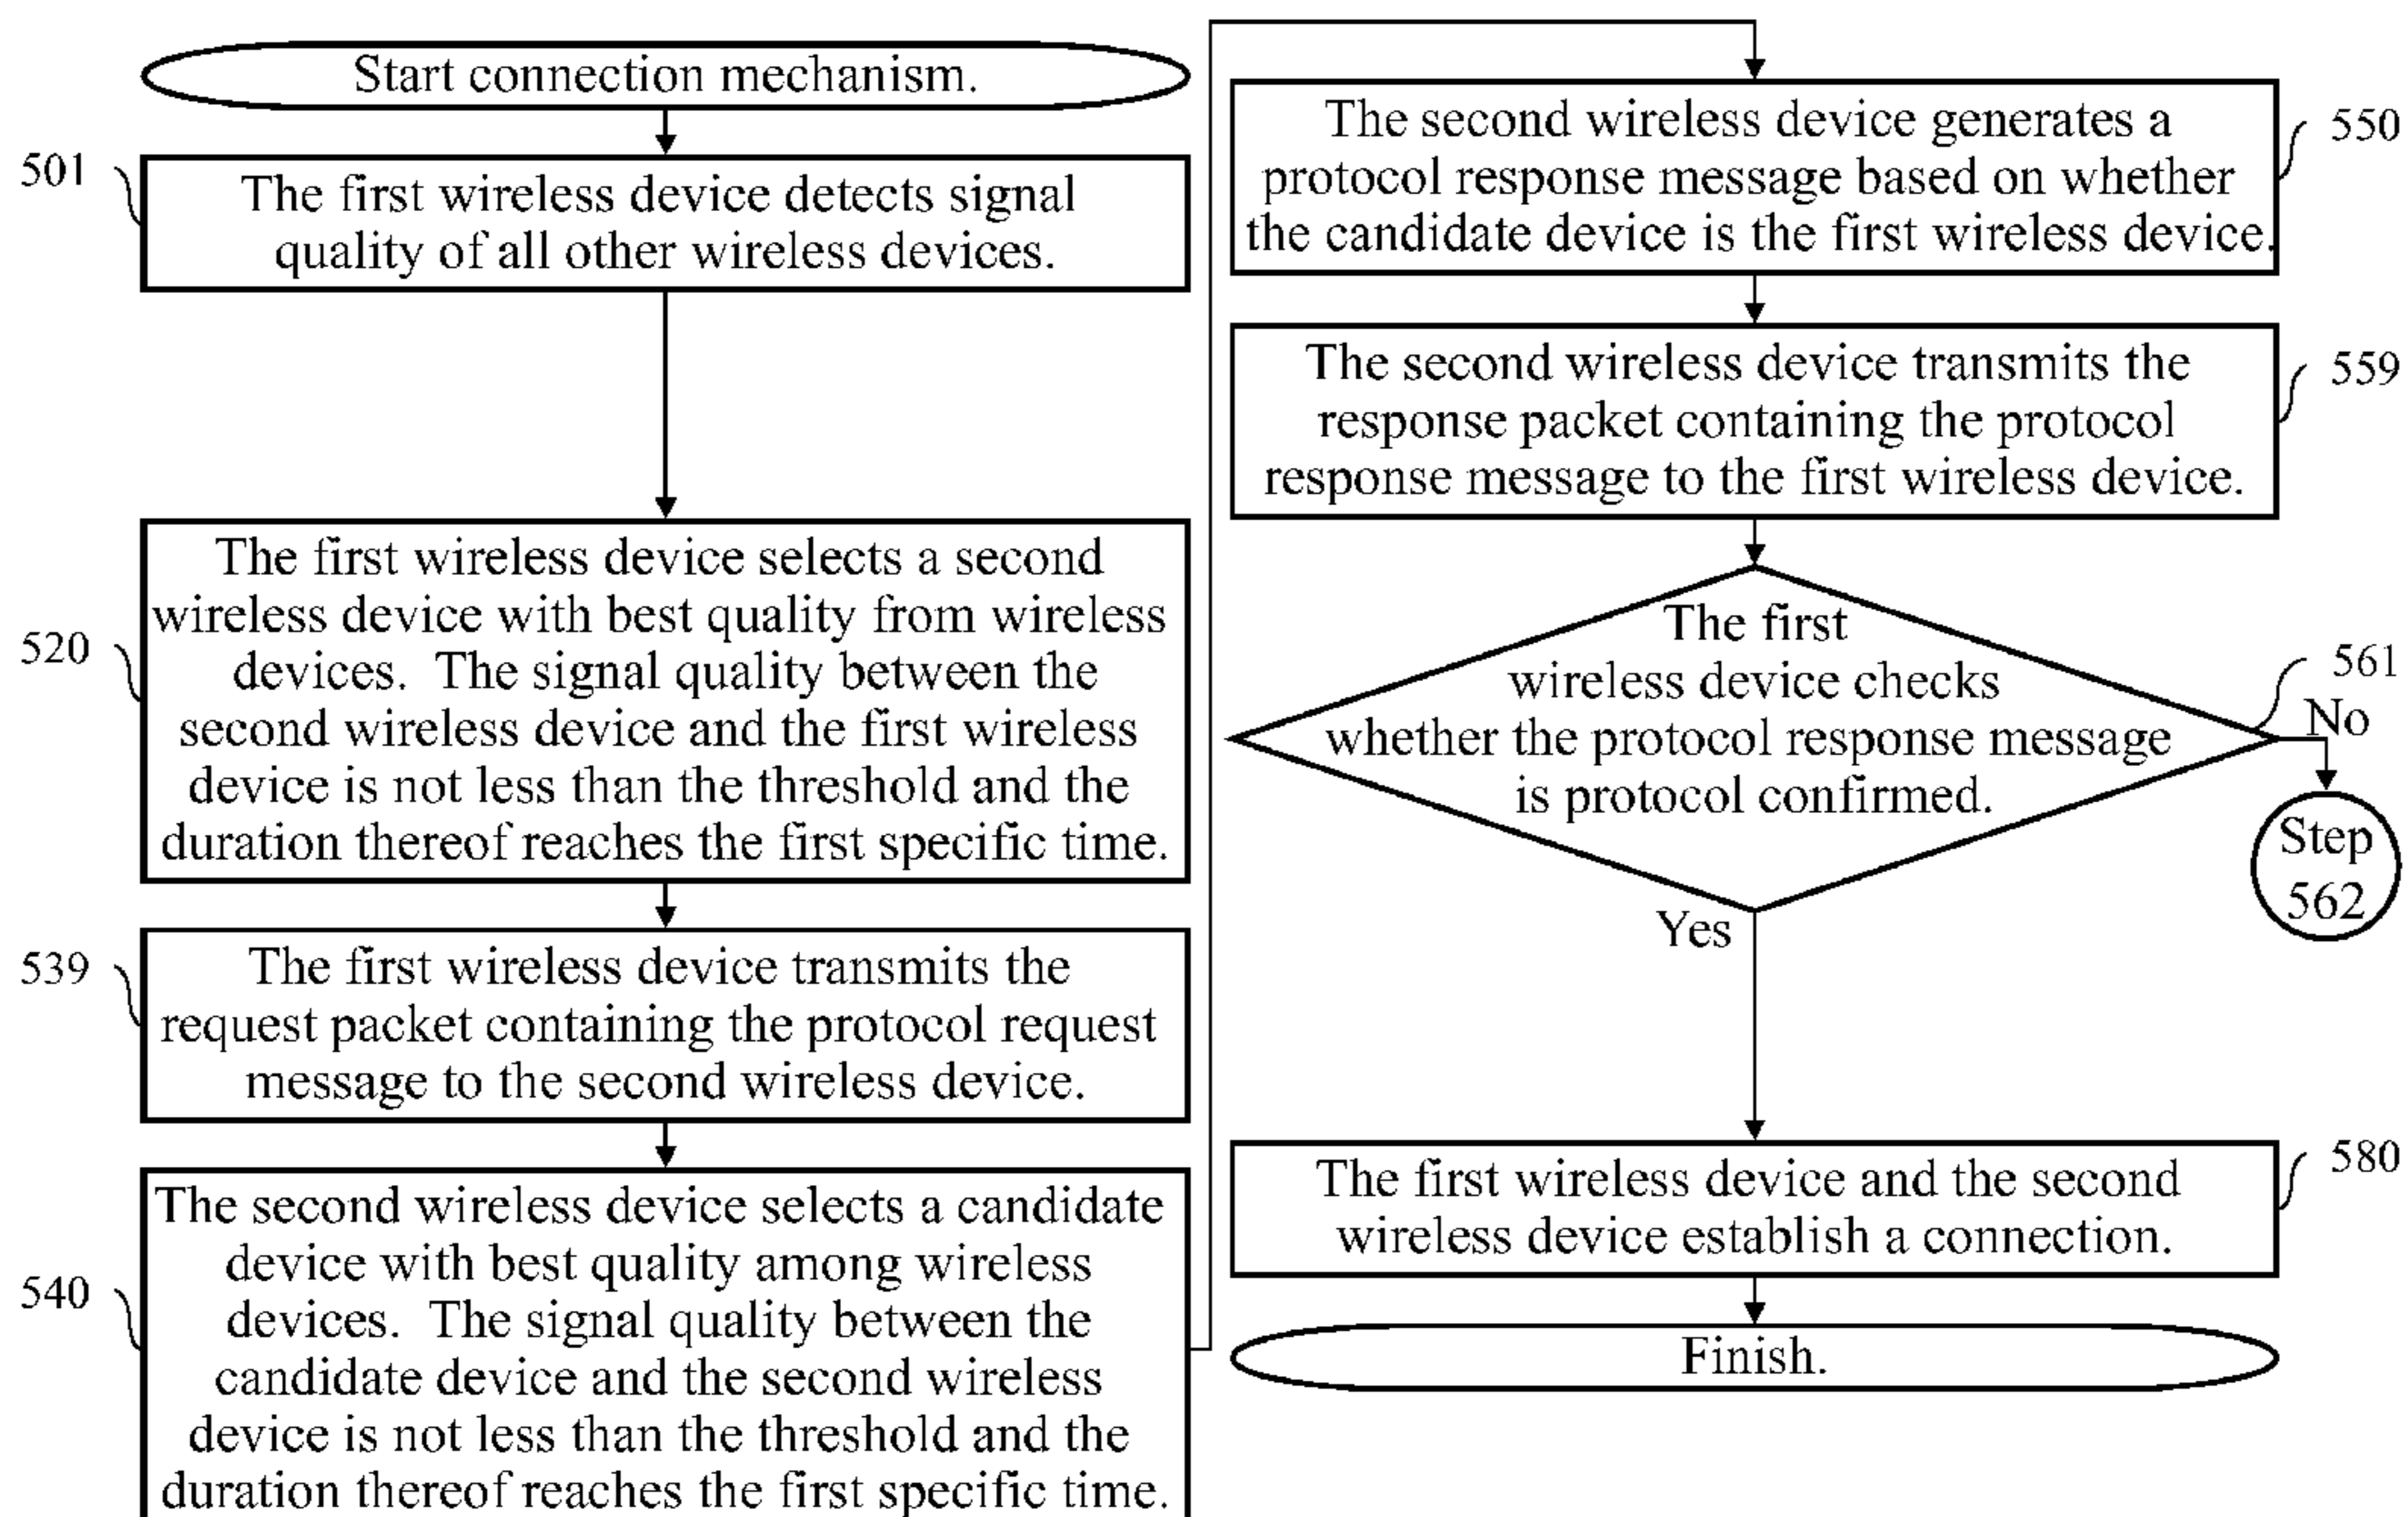 Start connection mechanism.
501
The first wireless device detects signal
quality of all other wireless devices.
520
The first wireless device selects a second
wireless device with best quality from wireless
devices. The signal quality between the
second wireless device and the first wireless
device is not less than the threshold and the
duration thereof reaches the first specific time.
539
The first wireless device transmits the
request packet containing the protocol request
message to the second wireless device.
540
The second wireless device selects a candidate
device with best quality among wireless
devices. The signal quality between the
candidate device and the second wireless
device is not less than the threshold and the
duration thereof reaches the first specific time.
The second wireless device generates a
protocol response message based on whether
the candidate device is the first wireless device.
550
The second wireless device transmits the
response packet containing the protocol
response message to the first wireless device.
559
The first
wireless device checks
whether the protocol response message
is protocol confirmed.
561
No
Step
562
Yes
The first wireless device and the second
wireless device establish a connection.
580
Finish.